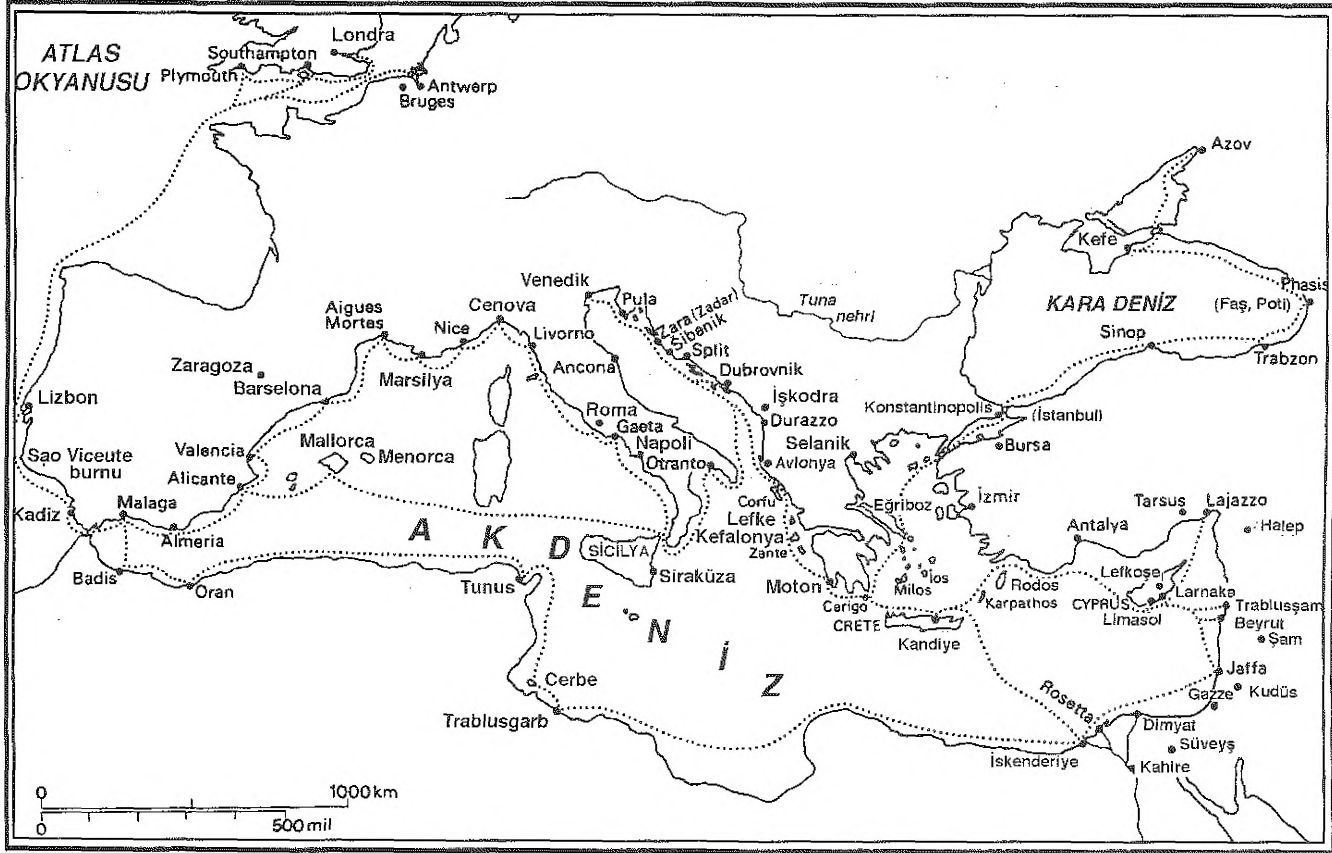 ATLAS
OKYANUSU
Londra
Southampton
Plymouth
Antwerp
Bruges
Azov
Kefe
Phasis
(Faş, Poti)
KARA DENİZ
Sinop
Trabzon
Tuna
nehri
Venedik
Pula
Zara (Zadar)
Sibenik
Split
Dubrovnik
Cenova
Aigues
Mortes
Nice
Livorno
Marsilya
Ancona
Zaragoza
Barselona
Lizbon
İşkodra
Durazzo
Konstantinopolis
(İstanbul)
Bursa
Roma
Gaeta
Napoli
Otranto
Selanik
Avlonya
Valencia
Mallorca
Menorca
Sao Viceute
burnu
Alicante
Kadiz
Malaga
Almeria
Corfu
Lefke
Kefalonya
Zante
Eğriboz
İzmir
Tarsus
Lajazzo
Halep
Antalya
AKDENİZ
SİCİLYA
Siraküza
Badis
Oran
Tunus
Moton
Cerigo
CRETE
Kandiye
Milos
İos
Rodos
Karpathos
Lefkoşe
CYPRUS
Larnaka
Limasol
Trablusşam
Beyrut
Şam
Jaffa
Gazze
Kudüs
Cerbe
Trablusgarb
Rosetta
Dimyat
Süveyş
İskenderiye
Kahire
0 1000 km
0 500 mil